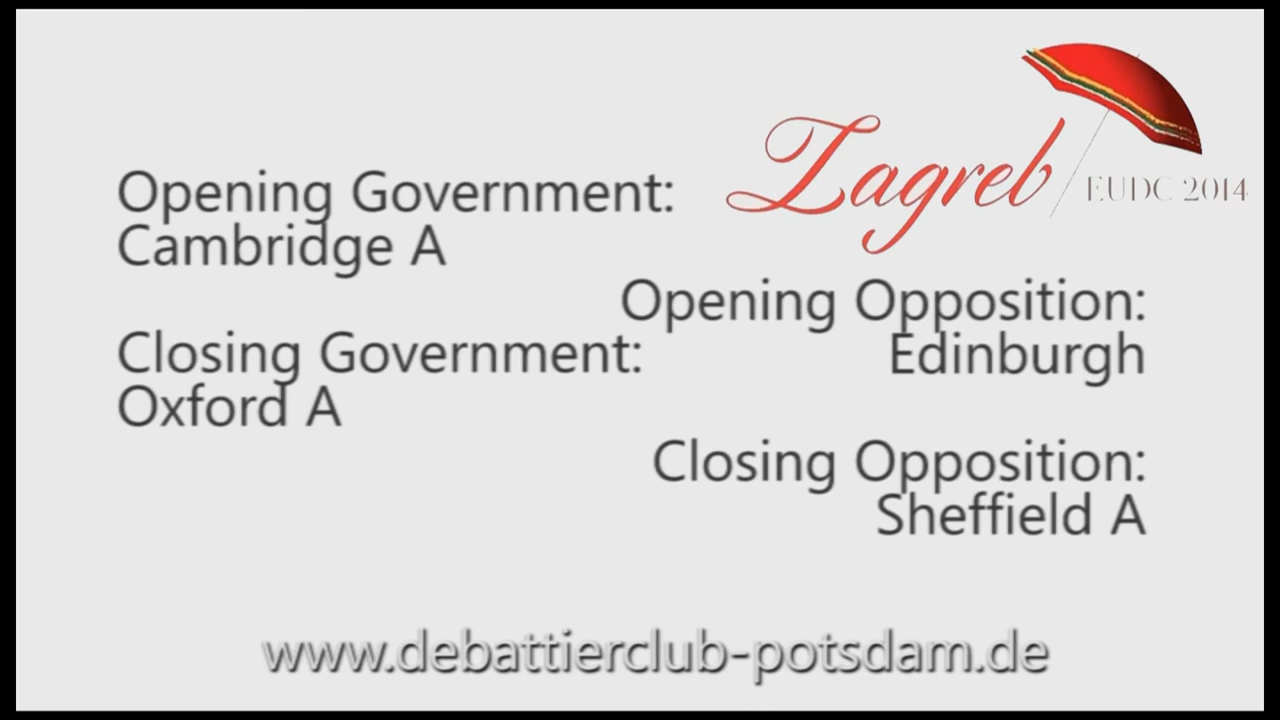 Zagreb EUDC 2014
Opening Government:
Cambridge A
Opening Opposition:
Edinburgh
Closing Government:
Oxford A
Closing Opposition:
Sheffield A
www.debattierclub-potsdam.de